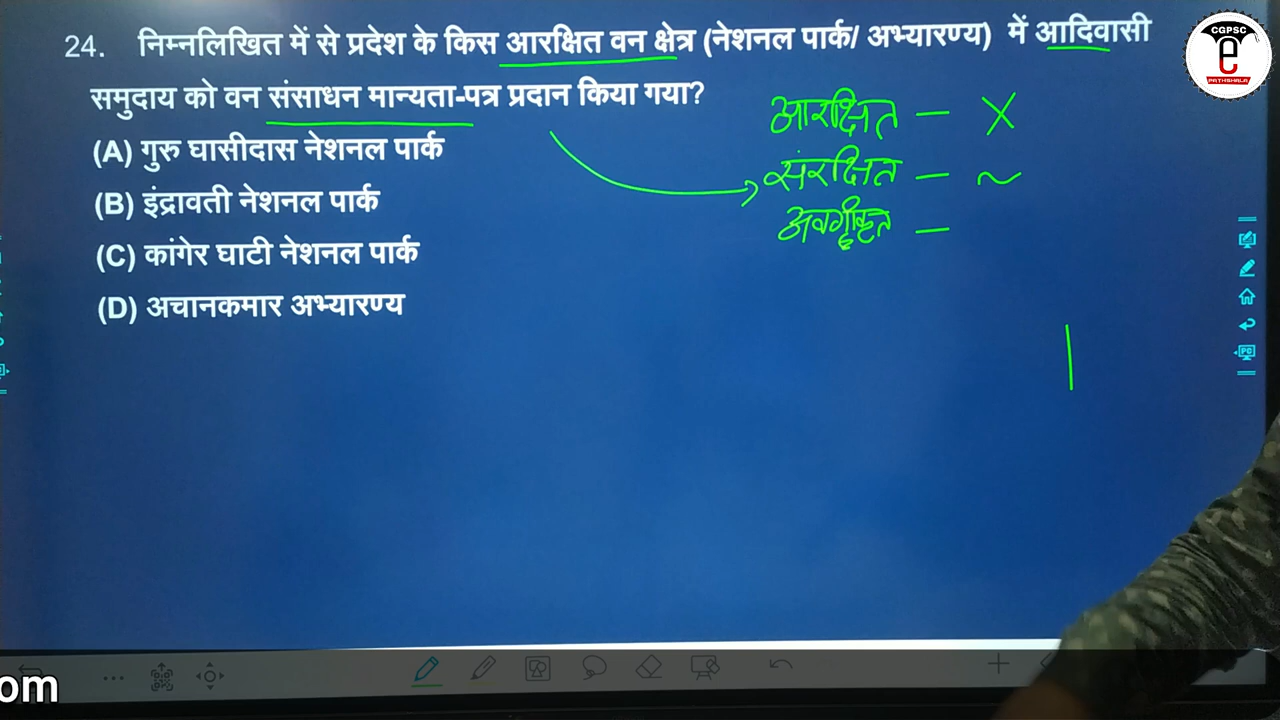 24. निम्नलिखित में से प्रदेश के किस आरक्षित वन क्षेत्र (नेशनल पार्क/ अभ्यारण्य) में आदिवासी
समुदाय को वन संसाधन मान्यता-पत्र प्रदान किया गया?
(A) गुरु घासीदास नेशनल पार्क
(B) इंद्रावती नेशनल पार्क
(C) कांगेर घाटी नेशनल पार्क
(D) अचानकमार अभ्यारण्य
आरक्षित — X
संरक्षित — ~
अवर्गीकृत —
CGPSC
e
PATHSHALA
PC
om